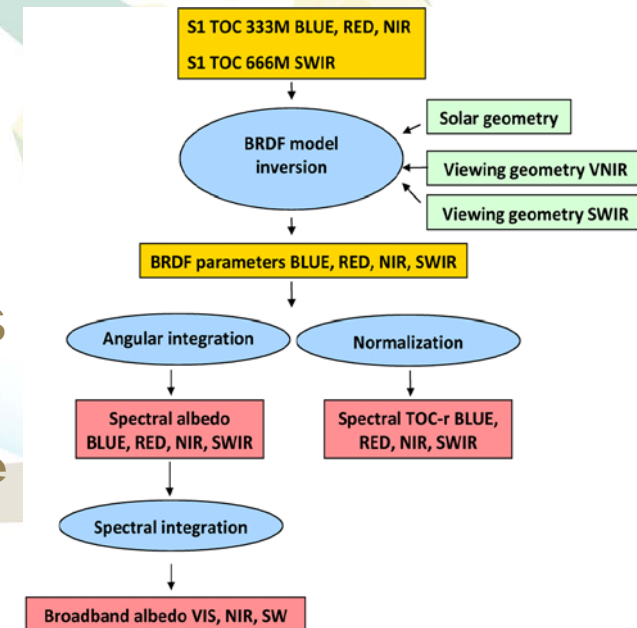 S1 TOC 333M BLUE, RED, NIR
S1 TOC 666M SWIR
BRDF model
inversion
Solar geometry
Viewing geometry VNIR
Viewing geometry SWIR
BRDF parameters BLUE, RED, NIR, SWIR
Angular integration
Normalization
Spectral albedo
BLUE, RED, NIR, SWIR
Spectral TOC-r BLUE,
RED, NIR, SWIR
Spectral integration
Broadband albedo VIS, NIR, SW